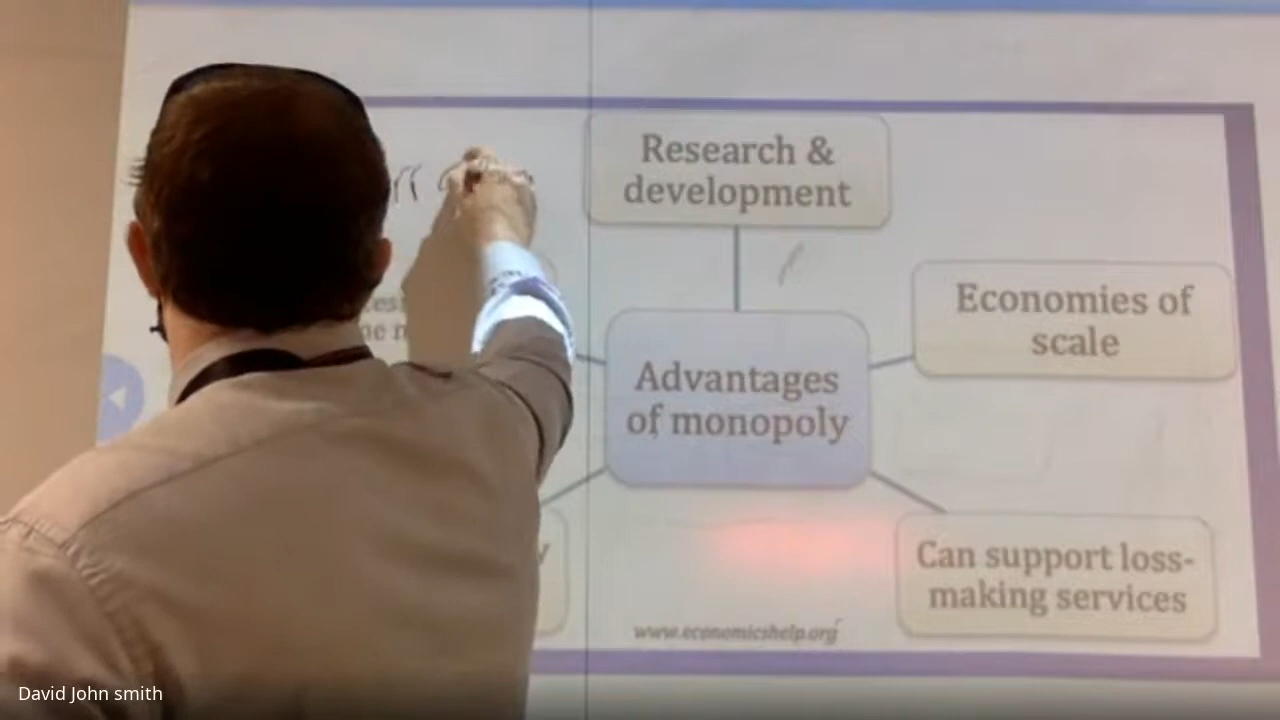 Research &
development
Economies of
scale
Advantages
of monopoly
Can support loss-
making services
www.economicshelp.org
David John smith